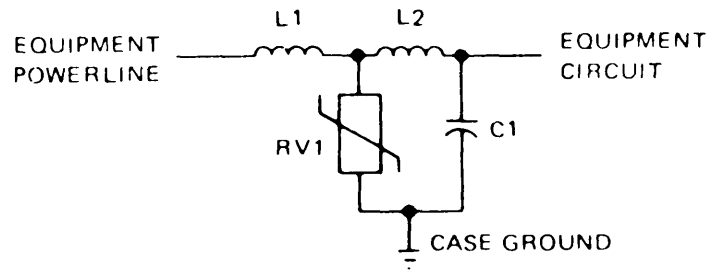 L1
L2
EQUIPMENT
POWERLINE
EQUIPMENT
CIRCUIT
RV1
C1
CASE GROUND